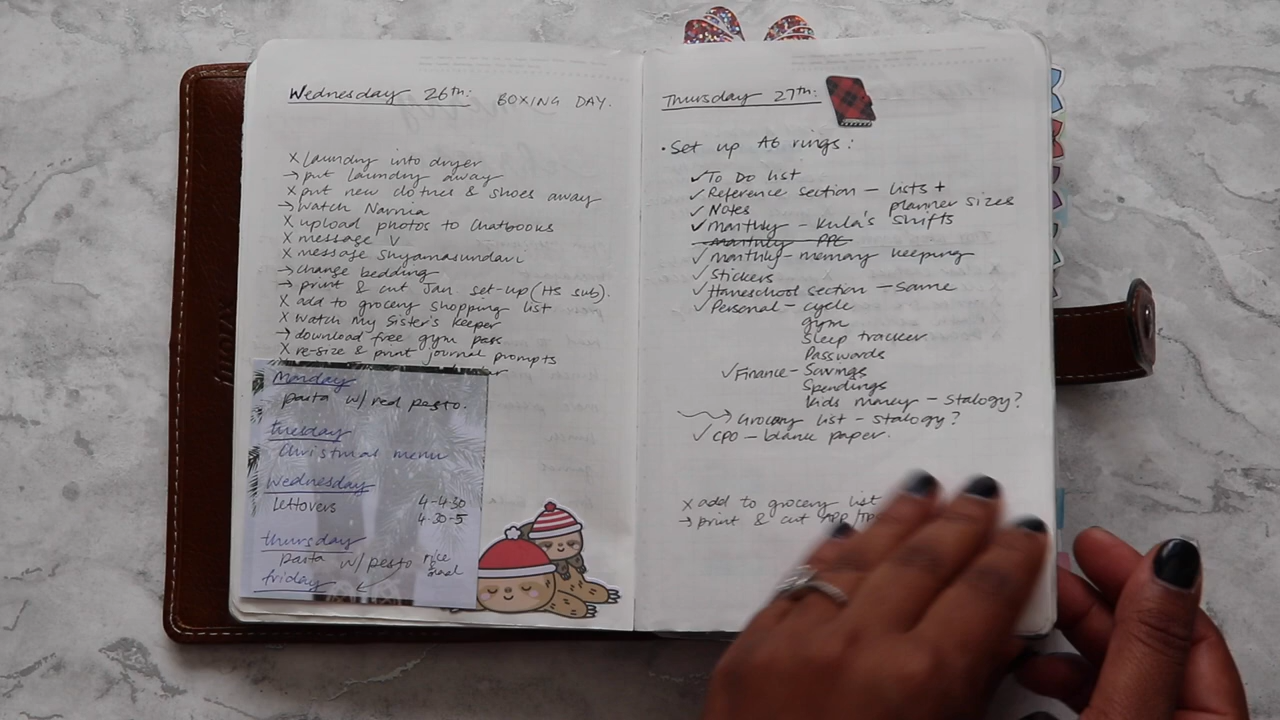 Wednesday 26th:
BOXING DAY.
X Laundry into dryer
→ put laundry away
X put new clothes & shoes away
→ watch Narnia
X upload photos to Chatbooks
X message V
X message Shyamasundari
→ change bedding
→ print & cut Jan set-up (HS sub).
X add to grocery shopping list
X watch My Sister's Keeper
→ download free gym pass
X re-size & print journal prompts
Monday
pasta w/ red pesto.
Tuesday
Christmas menu
Wednesday
Leftovers
4-4:30
4:30-5
Thursday
pasta w/ pesto
friday
Thursday 27th:
• Set up A6 rings:
✓ To Do list
✓ Reference section – lists +
planner sizes
✓ Notes
✓ Monthly – Kula's shifts
monthly PPC
✓ monthly – memory keeping
✓ Stickers
✓ Homeschool section – Same
✓ Personal – cycle
gym
Sleep tracker
Passwords
✓ Finance – Savings
Spendings
Kids money – Stalogy?
→ Grocery list – Stalogy?
✓ CPO – blank paper.
X add to grocery list
→ print & cut